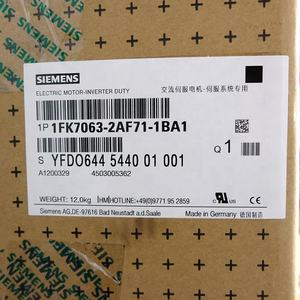 SIEMENS
ELECTRIC MOTOR-INVERTER DUTY
交流伺服电机-伺服系统专用
1P 1FK7063-2AF71-1BA1
S YFDO644 5440 01 001
Q 1
A1200329 4503005362
WEIGHT: 12,0kg [HM]HOTLINE:+49(0)9771 95 2859
Siemens AG,DE-97616 Bad Neustadt a.d.Saale
Made in Germany 德国制造